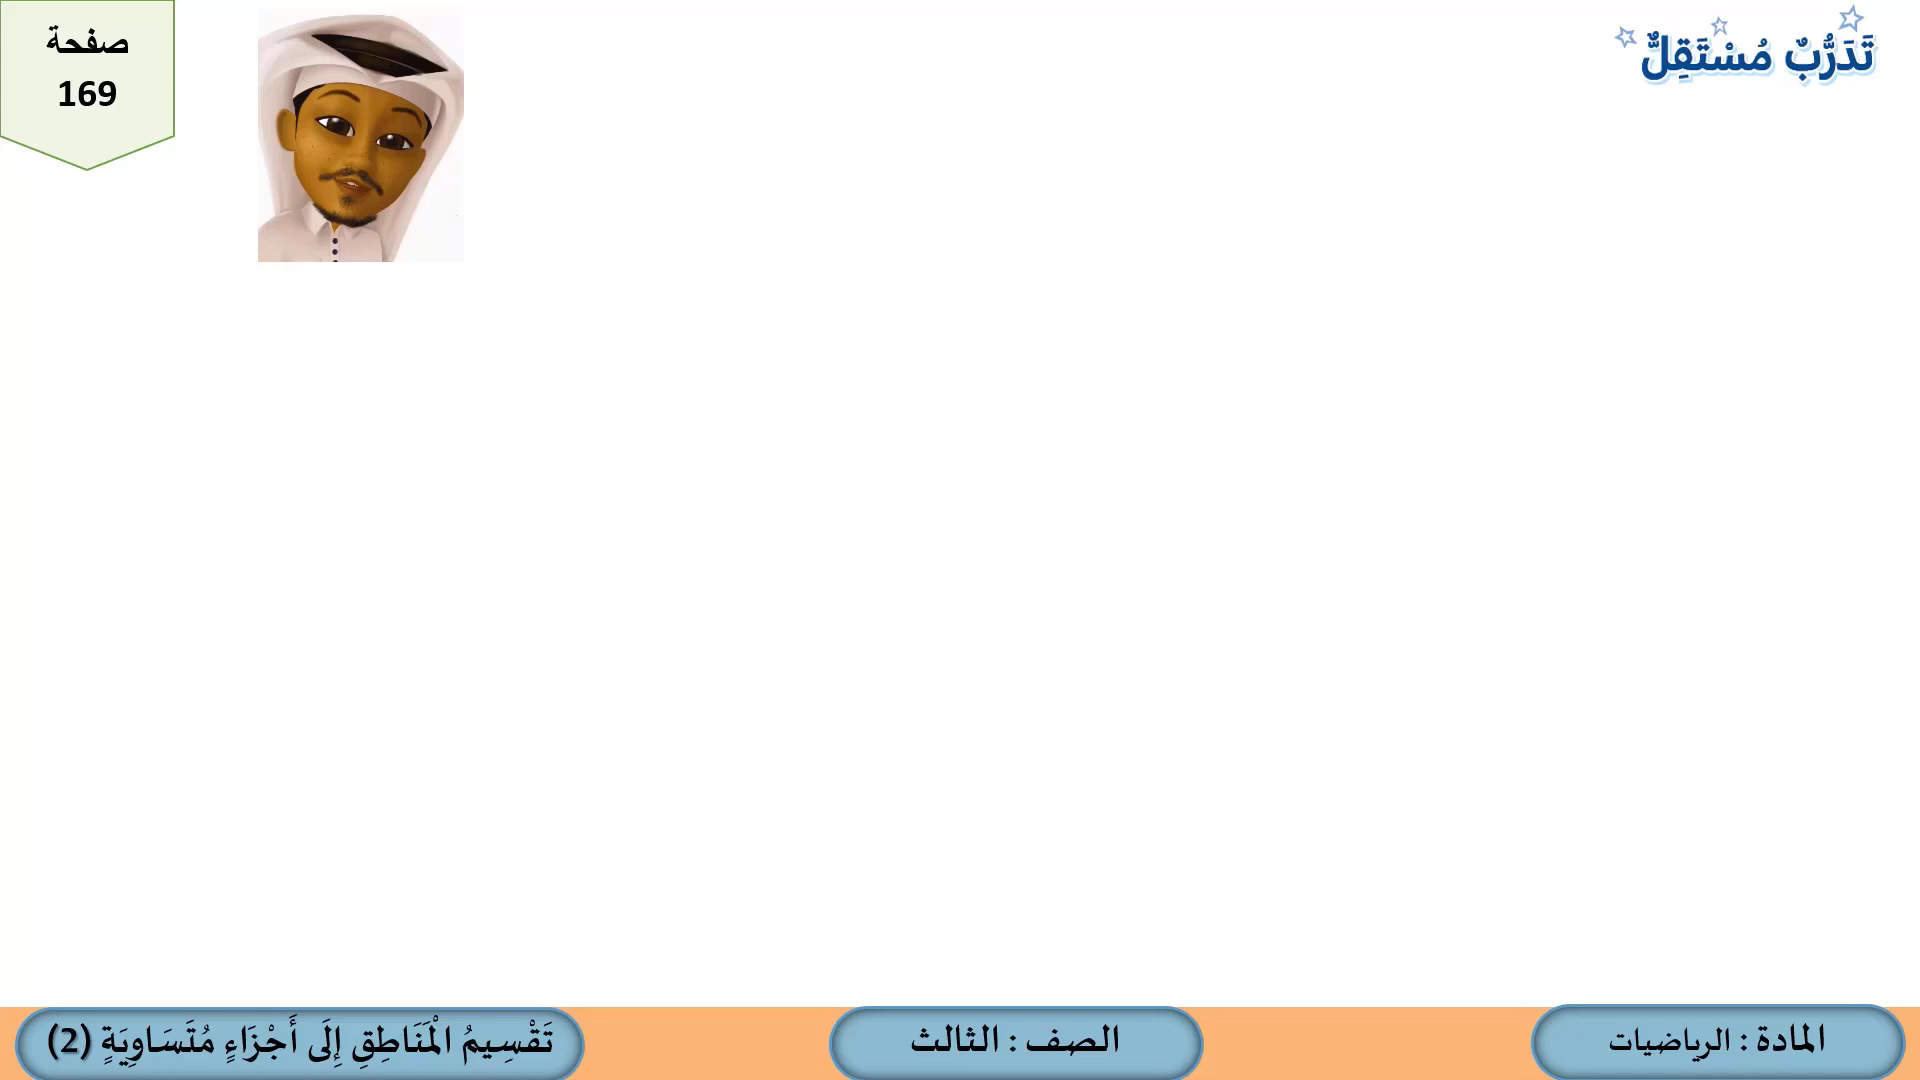 تَدَرُّبٌ مُسْتَقِلٌّ
صفحة
169
المادة : الرياضيات
الصف : الثالث
تَقْسِيمُ الْمَنَاطِقِ إِلَى أَجْزَاءٍ مُتَسَاوِيَةٍ (2)